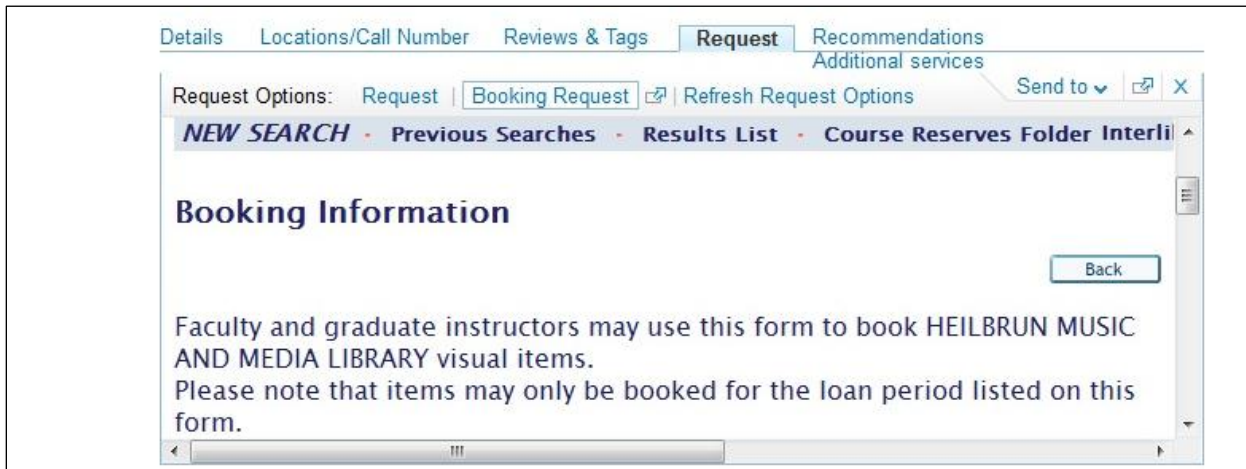 Details Locations/Call Number Reviews & Tags Request Recommendations
Additional services
Request Options: Request | Booking Request | Refresh Request Options Send to X
NEW SEARCH · Previous Searches · Results List · Course Reserves Folder Interli
Booking Information
Back
Faculty and graduate instructors may use this form to book HEILBRUN MUSIC
AND MEDIA LIBRARY visual items.
Please note that items may only be booked for the loan period listed on this
form.